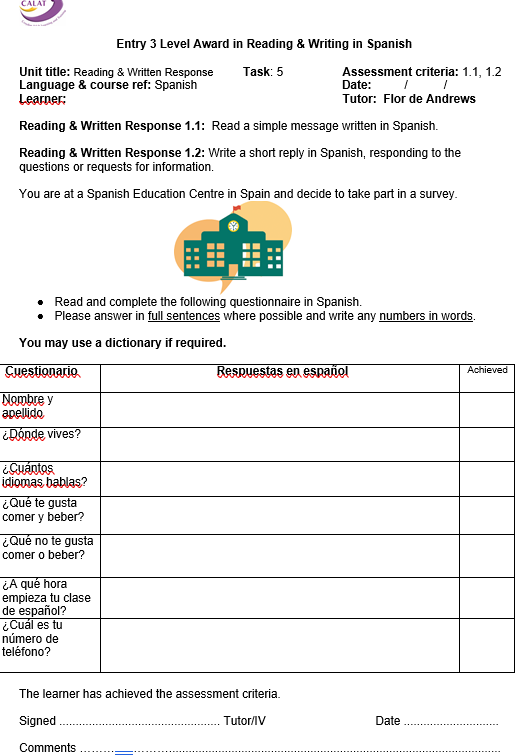 CALAT
Entry 3 Level Award in Reading & Writing in Spanish
Unit title: Reading & Written Response Task: 5 Assessment criteria: 1.1, 1.2
Language & course ref: Spanish Date: / /
Learner: Tutor: Flor de Andrews
Reading & Written Response 1.1: Read a simple message written in Spanish.
Reading & Written Response 1.2: Write a short reply in Spanish, responding to the
questions or requests for information.
You are at a Spanish Education Centre in Spain and decide to take part in a survey.
● Read and complete the following questionnaire in Spanish.
● Please answer in full sentences where possible and write any numbers in words.
You may use a dictionary if required.
Cuestionario Respuestas en español Achieved
Nombre y
apellido
¿Dónde vives?
¿Cuántos
idiomas hablas?
¿Qué te gusta
comer y beber?
¿Qué no te gusta
comer o beber?
¿A qué hora
empieza tu clase
de español?
¿Cuál es tu
número de
teléfono?
The learner has achieved the assessment criteria.
Signed ................................................. Tutor/IV Date .............................
Comments ...............................................................................................................